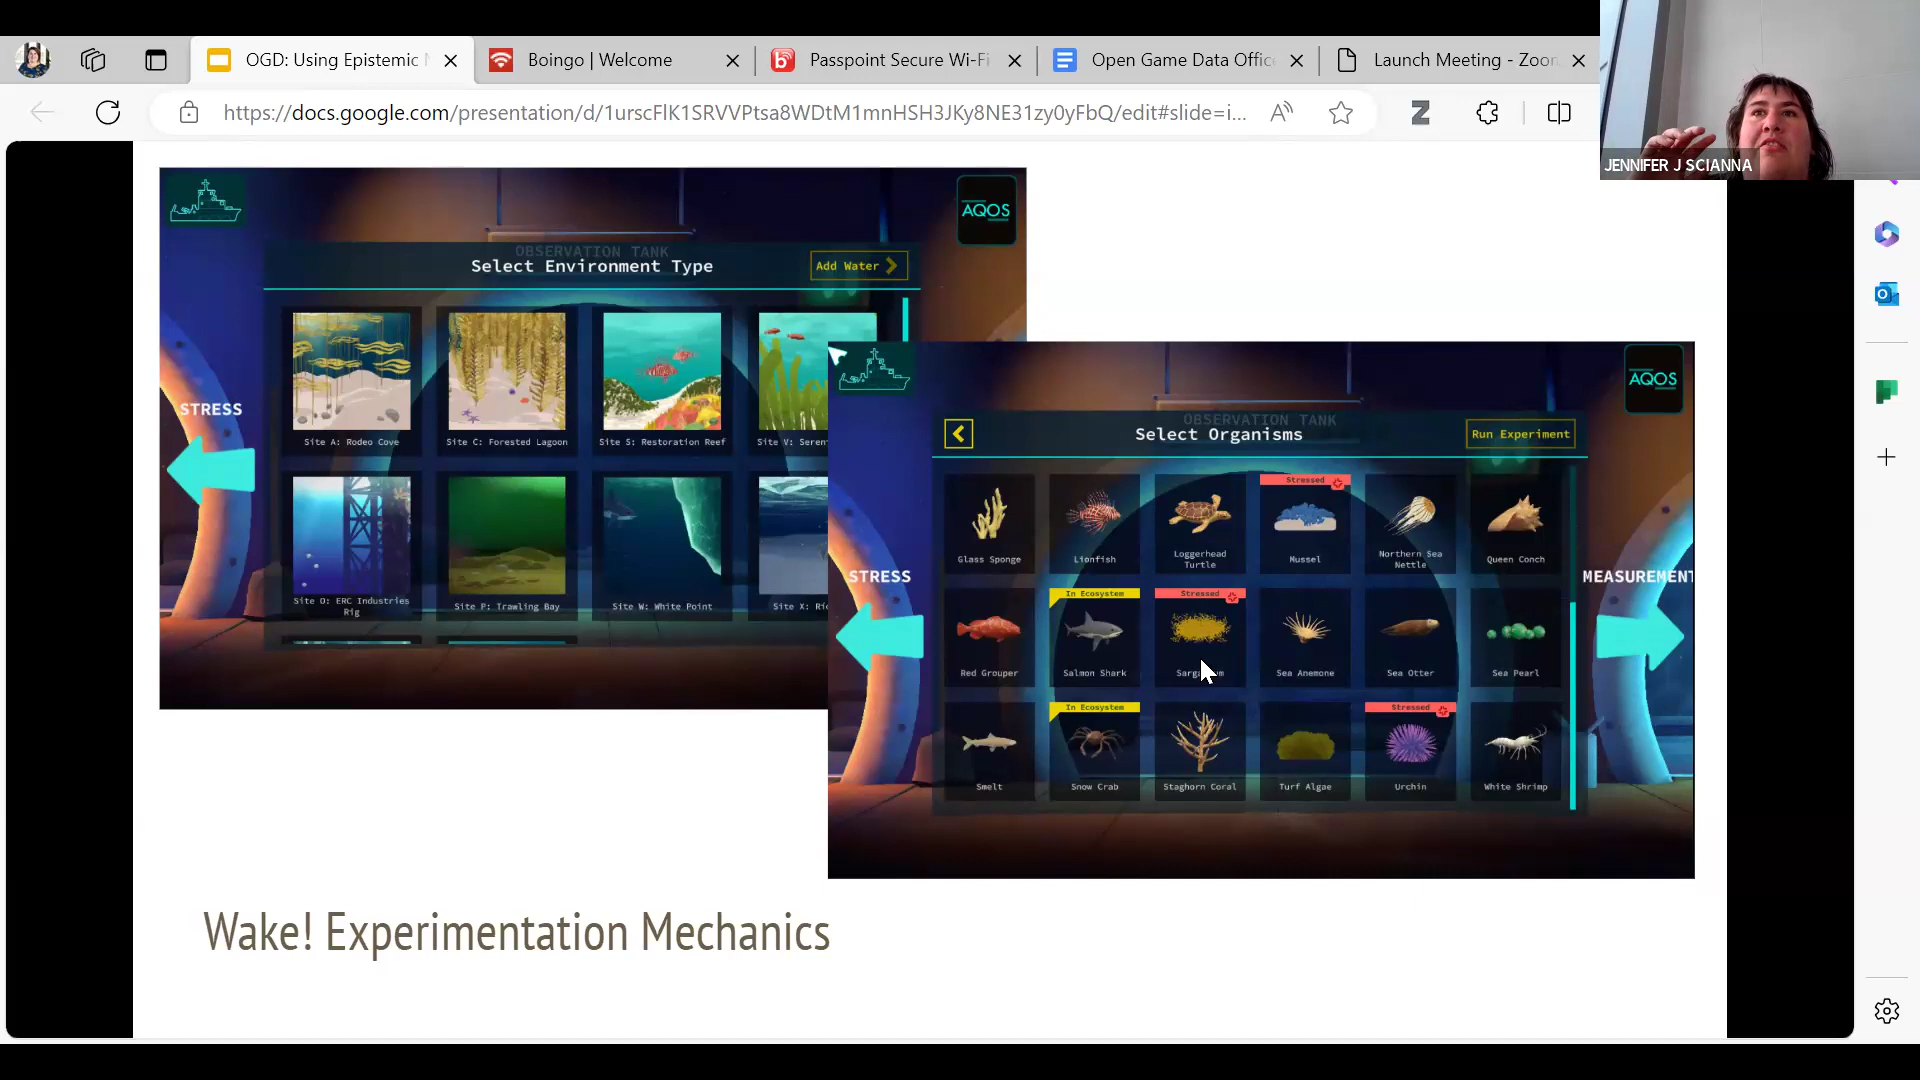 OGD: Using Epistemic
Boingo | Welcome
Passpoint Secure Wi-Fi
Open Game Data Offic
Launch Meeting - Zoom
https://docs.google.com/presentation/d/1urscFlK1SRVVPtsa8WDtM1mnHSH3JKy8NE31zy0yFbQ/edit#slide=i...
JENNIFER J SCIANNA
AQOS
OBSERVATION TANK
Select Environment Type
Add Water
STRESS
Site A: Rodeo Cove
Site C: Forested Lagoon
Site S: Restoration Reef
Site V: Seren
Site O: ERC Industries
Rig
Site P: Trawling Bay
Site W: White Point
Site X:
AQOS
OBSERVATION TANK
Select Organisms
Run Experiment
STRESS
MEASUREMENT
Stressed
Glass Sponge
Lionfish
Loggerhead
Turtle
Mussel
Northern Sea
Nettle
Queen Conch
In Ecosystem
Stressed
Red Grouper
Salmon Shark
Sea Anemone
Sea Otter
Sea Pearl
In Ecosystem
Stressed
Smelt
Snow Crab
Staghorn Coral
Turf Algae
Urchin
White Shrimp
Wake! Experimentation Mechanics